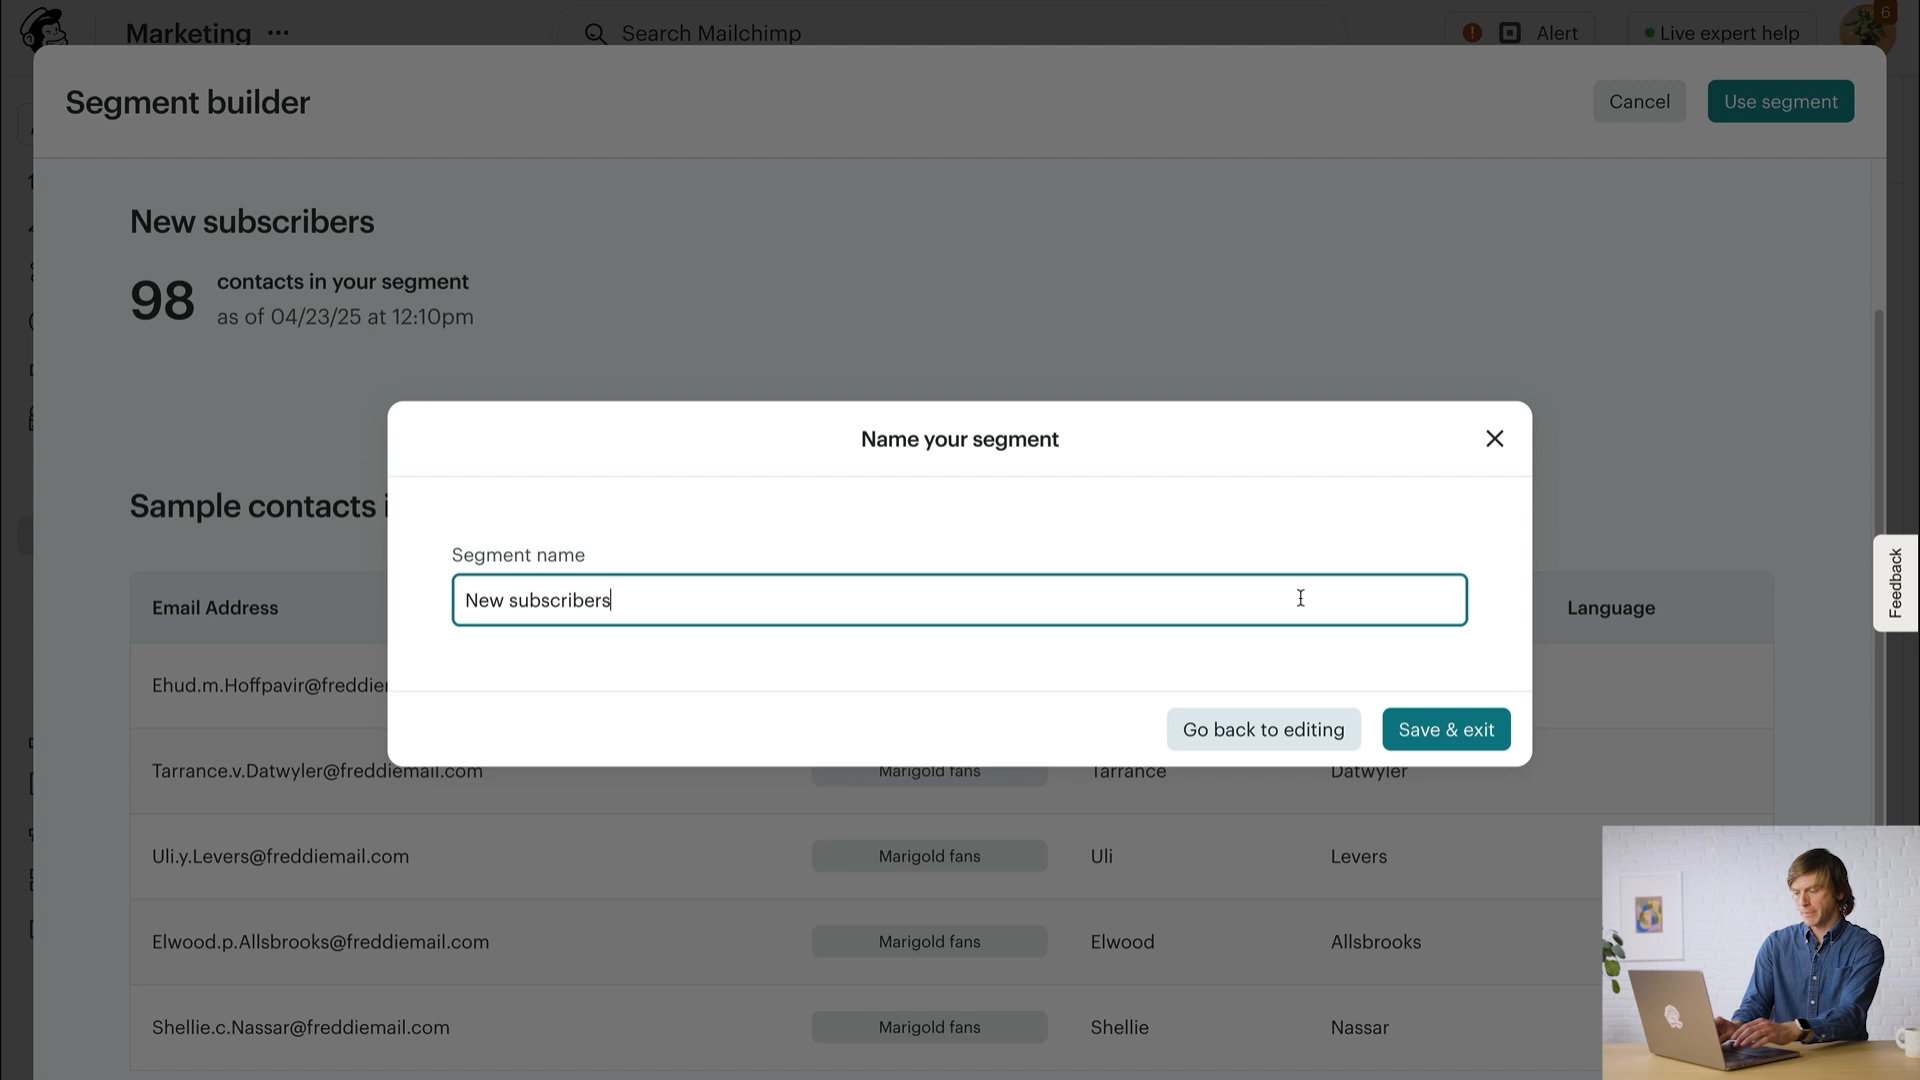 Marketing ···
Search Mailchimp
Alert
Live expert help
6
Segment builder
Cancel
Use segment
New subscribers
98
contacts in your segment
as of 04/23/25 at 12:10pm
Name your segment
Sample contacts i
Segment name
New subscribers
Feedback
Email Address
Language
Ehud.m.Hoffpavir@freddie
Go back to editing
Save & exit
Tarrance.v.Datwyler@freddiemail.com
Marigold fans
Tarrance
Datwyler
Uli.y.Levers@freddiemail.com
Marigold fans
Uli
Levers
Elwood.p.Allsbrooks@freddiemail.com
Marigold fans
Elwood
Allsbrooks
Shellie.c.Nassar@freddiemail.com
Marigold fans
Shellie
Nassar